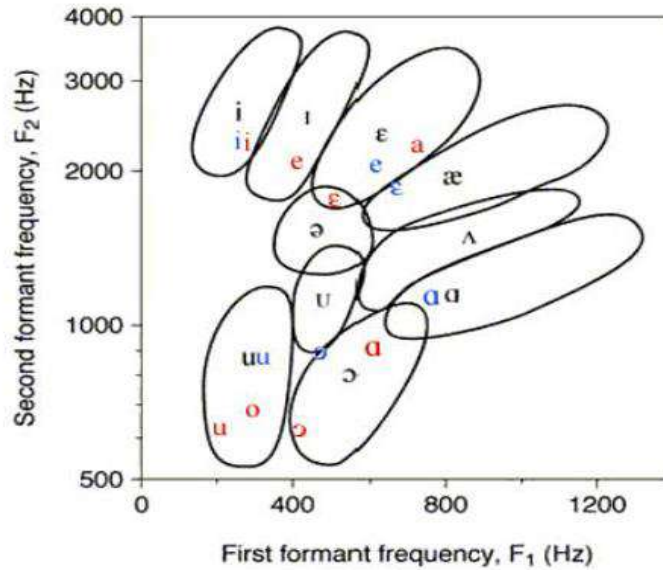 4000
3000
2000
1000
500
Second formant frequency, F₂ (Hz)
i
i i
ɪ
e
ɛ
e
a
ɛ
æ
ɛ
ə
ʌ
ʊ
ɑ ɑ
u u
ə
ɑ
ɔ
o
u
ɔ
0
400
800
1200
First formant frequency, F₁ (Hz)